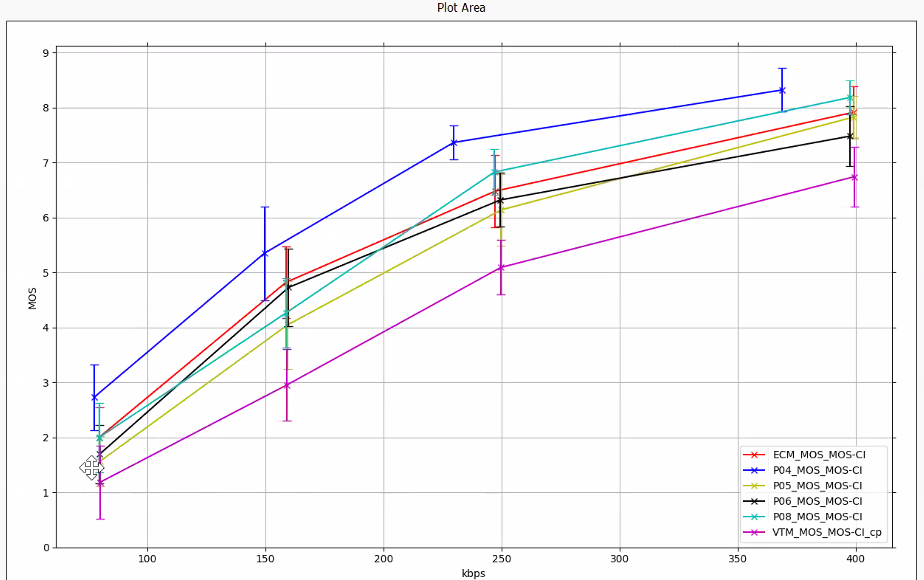 Plot Area
9
8
7
6
5
4
3
2
1
0
MOS
100
150
200
250
300
350
400
kbps
ECM_MOS_MOS-CI
P04_MOS_MOS-CI
P05_MOS_MOS-CI
P06_MOS_MOS-CI
P08_MOS_MOS-CI
VTM_MOS_MOS-CI_cp